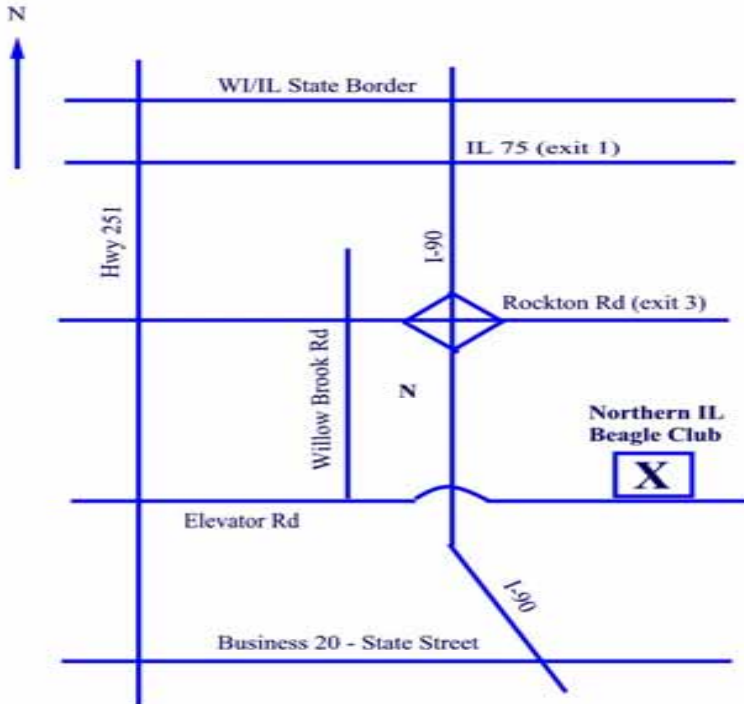 N
WI/IL State Border
IL 75 (exit 1)
Hwy 251
I-90
Rockton Rd (exit 3)
Willow Brook Rd
N
Northern IL
Beagle Club
X
Elevator Rd
I-90
Business 20 - State Street